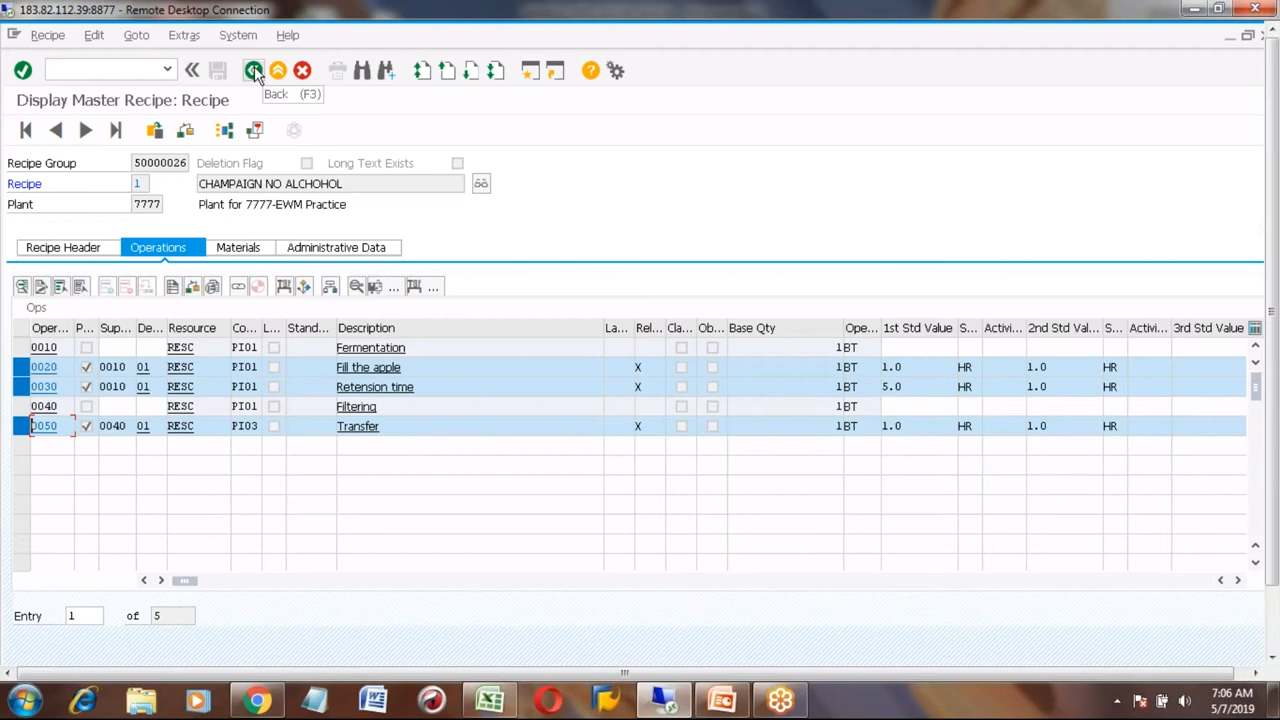 183.82.112.39:8877 - Remote Desktop Connection
Recipe Edit Goto Extras System Help
Back (F3)
Display Master Recipe: Recipe
Recipe Group 50000026 Deletion Flag Long Text Exists
Recipe 1 CHAMPAIGN NO ALCHOHOL
Plant 7777 Plant for 7777-EWM Practice
Recipe Header Operations Materials Administrative Data
Ops
Oper... P... Sup... De... Resource Co... L... Stand... Description La... Rel... Cla... Ob... Base Qty Ope... 1st Std Value S... Activi... 2nd Std Val... S... Activ... 3rd Std Value
0010 RESC PI01 Fermentation 1 BT
0020 0010 01 RESC PI01 Fill the apple X 1 BT 1.0 HR 1.0 HR
0030 0010 01 RESC PI01 Retension time X 1 BT 5.0 HR 1.0 HR
0040 RESC PI01 Filtering 1 BT
0050 0040 01 RESC PI03 Transfer X 1 BT 1.0 HR 1.0 HR
Entry 1 of 5
7:06 AM
5/7/2019